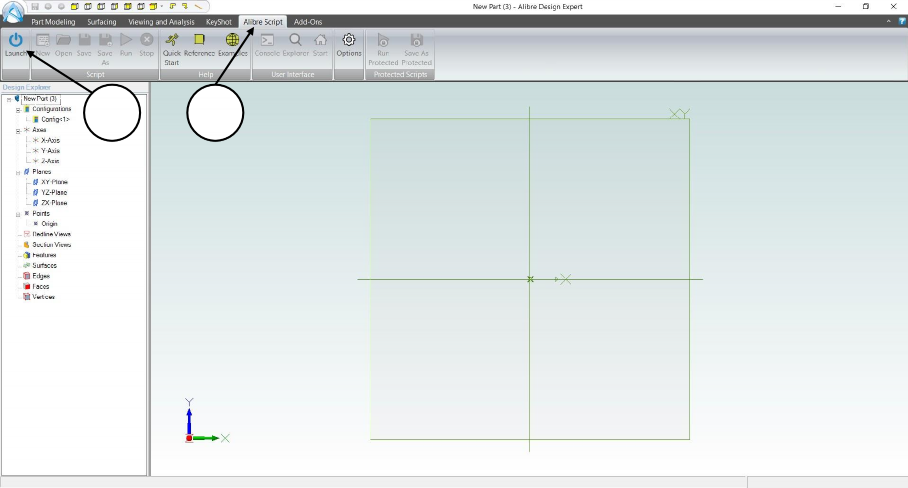 New Part (3) - Alibre Design Expert
Part Modeling Surfacing Viewing and Analysis KeyShot Alibre Script Add-Ons
Launch New Open Save Save As Run Stop Quick Start Reference Examples Console Explorer Start Options Run Protected Save As Protected
Script Help User Interface Protected Scripts
Design Explorer
New Part (3)
Configurations
Config<1>
Axes
X-Axis
Y-Axis
Z-Axis
Planes
XY-Plane
YZ-Plane
ZX-Plane
Points
Origin
Redline Views
Section Views
Features
Surfaces
Edges
Faces
Vertices
XY
X
Y
X